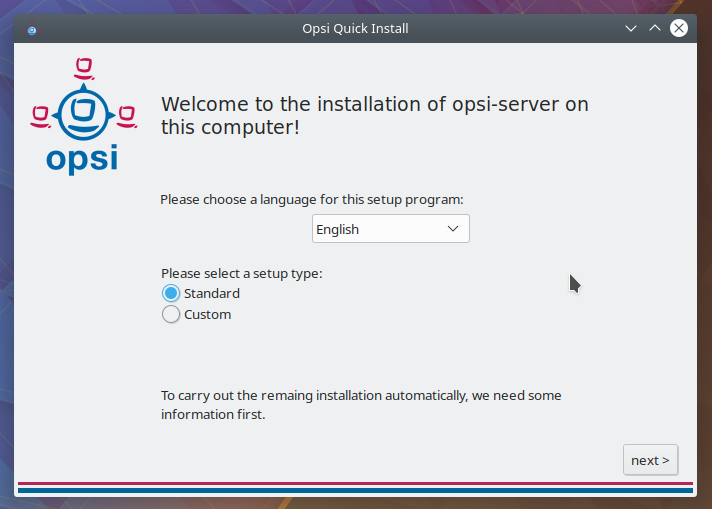 Opsi Quick Install
opsi
Welcome to the installation of opsi-server on
this computer!
Please choose a language for this setup program:
English
Please select a setup type:
Standard
Custom
To carry out the remaing installation automatically, we need some
information first.
next >